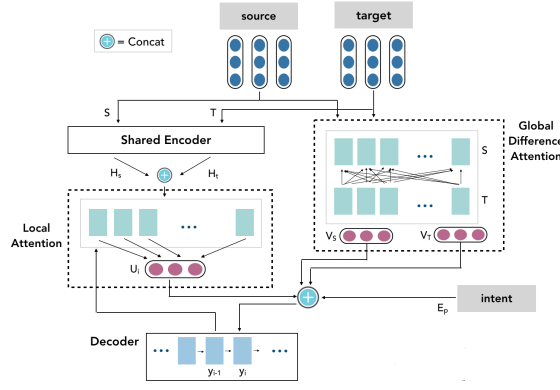 source
target
= Concat
S
T
Shared Encoder
Global
Difference
Attention
S
T
Hs
Ht
Local
Attention
Ui
VS
VT
Ep
intent
Decoder
yi-1
yi